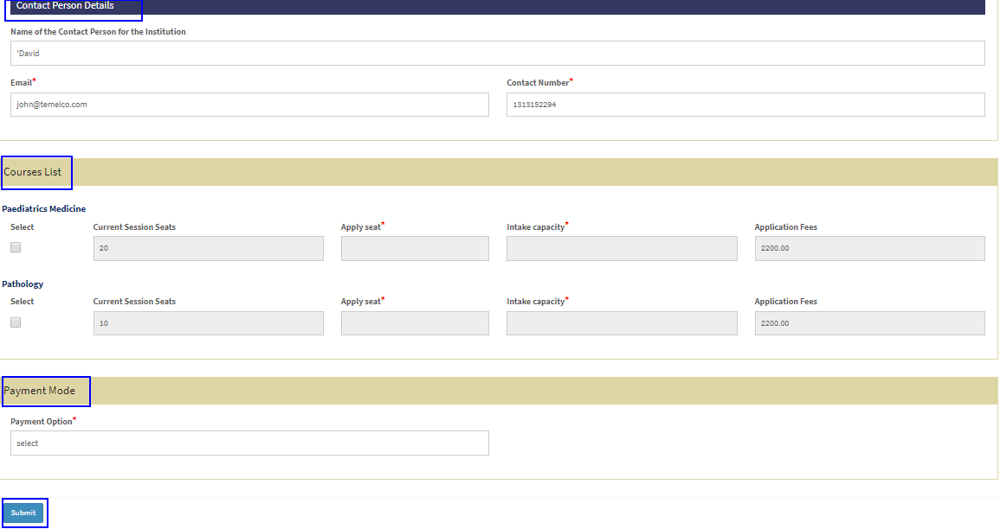 Contact Person Details
Name of the Contact Person for the Institution
'David
Email* Contact Number*
john@temelco.com 1313152294
Courses List
Paediatrics Medicine
Select Current Session Seats Apply seat* Intake capacity* Application Fees
20 2200.00
Pathology
Select Current Session Seats Apply seat* Intake capacity* Application Fees
10 2200.00
Payment Mode
Payment Option*
select
Submit